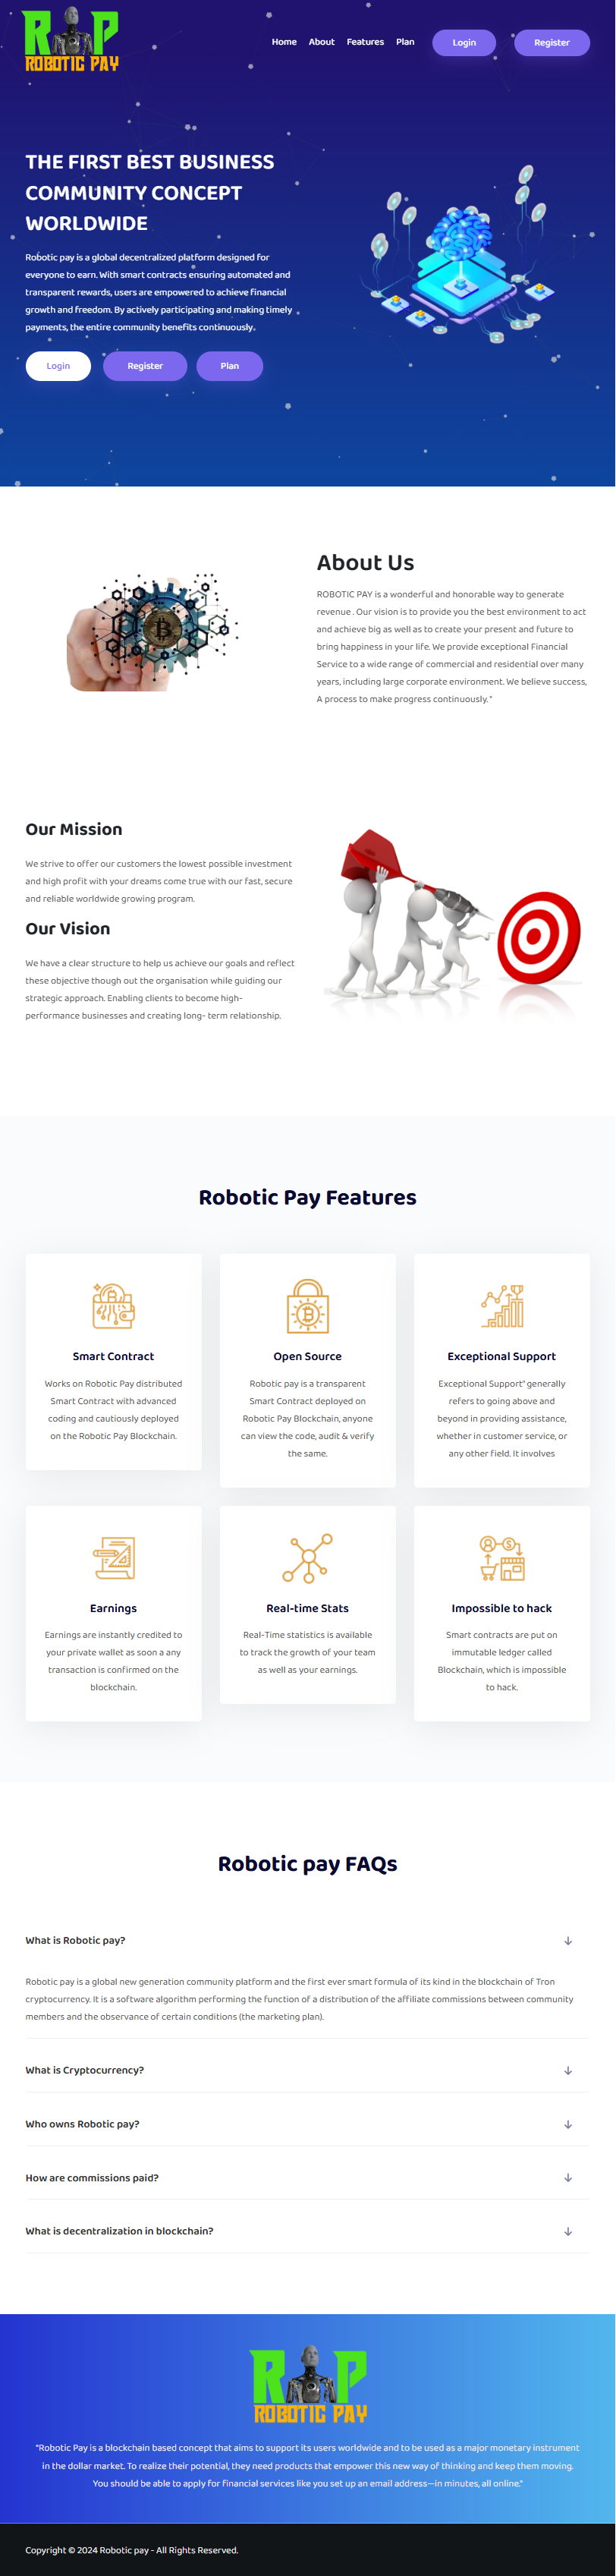 R P
ROBOTIC PAY
Home About Features Plan Login Register
THE FIRST BEST BUSINESS
COMMUNITY CONCEPT
WORLDWIDE
Robotic pay is a global decentralized platform designed for
everyone to earn. With smart contracts ensuring automated and
transparent rewards, users are empowered to achieve financial
growth and freedom. By actively participating and making timely
payments, the entire community benefits continuously..
Login Register Plan
About Us
ROBOTIC PAY is a wonderful and honorable way to generate
revenue . Our vision is to provide you the best environment to act
and achieve big as well as to create your present and future to
bring happiness in your life. We provide exceptional Financial
Service to a wide range of commercial and residential over many
years, including large corporate environment. We believe success,
A process to make progress continuously."
Our Mission
We strive to offer our customers the lowest possible investment
and high profit with your dreams come true with our fast, secure
and reliable worldwide growing program.
Our Vision
We have a clear structure to help us achieve our goals and reflect
these objective though out the organisation while guiding our
strategic approach. Enabling clients to become high-
performance businesses and creating long- term relationship.
Robotic Pay Features
Smart Contract
Works on Robotic Pay distributed
Smart Contract with advanced
coding and cautiously deployed
on the Robotic Pay Blockchain.
Open Source
Robotic pay is a transparent
Smart Contract deployed on
Robotic Pay Blockchain, anyone
can view the code, audit & verify
the same.
Exceptional Support
Exceptional Support" generally
refers to going above and
beyond in providing assistance,
whether in customer service, or
any other field. It involves
Earnings
Earnings are instantly credited to
your private wallet as soon a any
transaction is confirmed on the
blockchain.
Real-time Stats
Real-Time statistics is available
to track the growth of your team
as well as your earnings.
Impossible to hack
Smart contracts are put on
immutable ledger called
Blockchain, which is impossible
to hack.
Robotic pay FAQs
What is Robotic pay?
Robotic pay is a global new generation community platform and the first ever smart formula of its kind in the blockchain of Tron
cryptocurrency. It is a software algorithm performing the function of a distribution of the affiliate commissions between community
members and the observance of certain conditions (the marketing plan).
What is Cryptocurrency?
Who owns Robotic pay?
How are commissions paid?
What is decentralization in blockchain?
R P
ROBOTIC PAY
"Robotic Pay is a blockchain based concept that aims to support its users worldwide and to be used as a major monetary instrument
in the dollar market. To realize their potential, they need products that empower this new way of thinking and keep them moving.
You should be able to apply for financial services like you set up an email address—in minutes, all online."
Copyright © 2024 Robotic pay - All Rights Reserved.